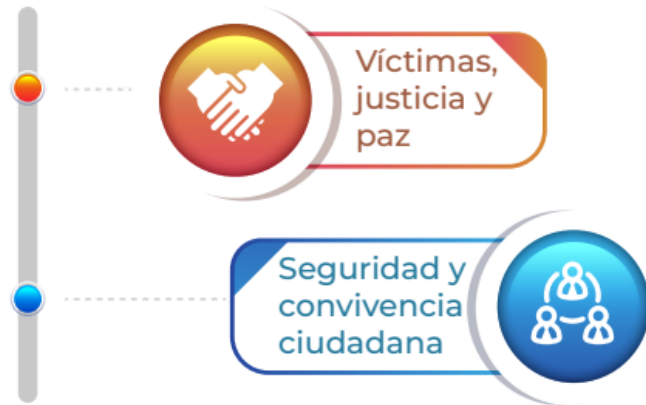 Víctimas,
justicia y
paz
Seguridad y
convivencia
ciudadana